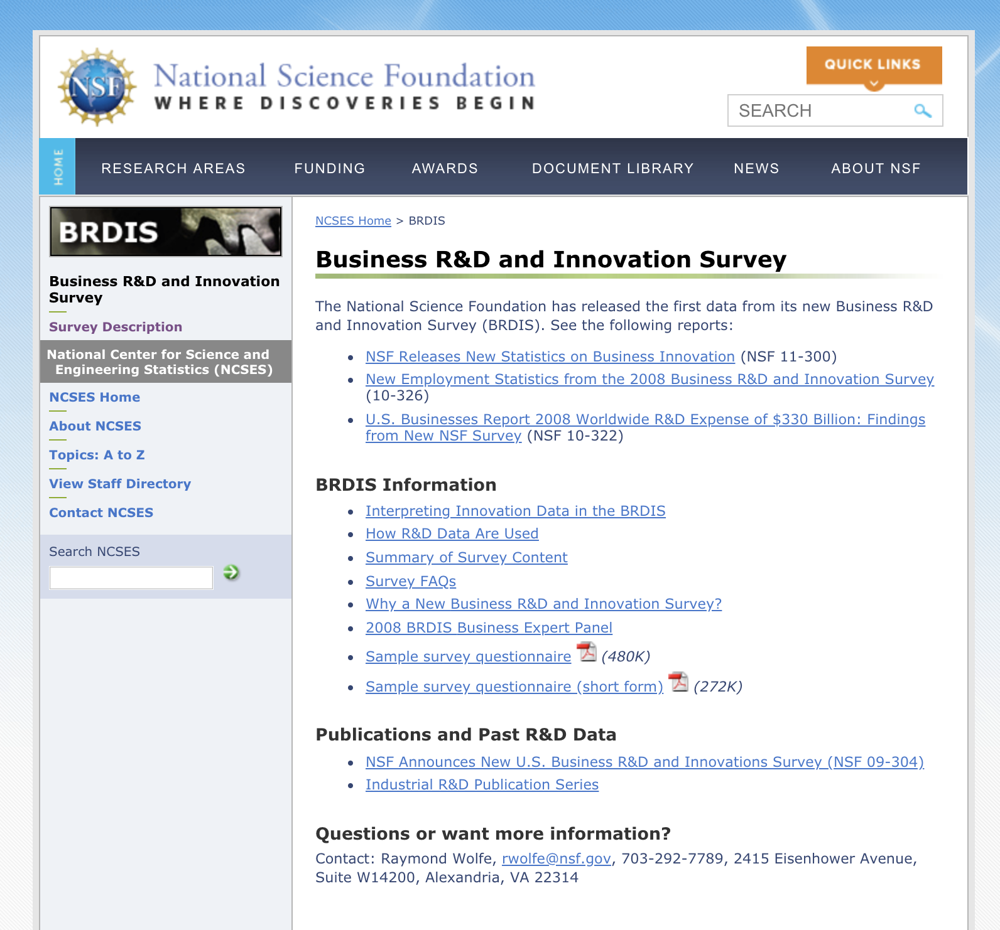 NSF
National Science Foundation
WHERE DISCOVERIES BEGIN
QUICK LINKS
SEARCH
HOME
RESEARCH AREAS
FUNDING
AWARDS
DOCUMENT LIBRARY
NEWS
ABOUT NSF
BRDIS
Business R&D and Innovation
Survey
Survey Description
National Center for Science and
Engineering Statistics (NCSES)
NCSES Home
About NCSES
Topics: A to Z
View Staff Directory
Contact NCSES
Search NCSES
NCSES Home > BRDIS
Business R&D and Innovation Survey
The National Science Foundation has released the first data from its new Business R&D
and Innovation Survey (BRDIS). See the following reports:
• NSF Releases New Statistics on Business Innovation (NSF 11-300)
• New Employment Statistics from the 2008 Business R&D and Innovation Survey
(10-326)
• U.S. Businesses Report 2008 Worldwide R&D Expense of $330 Billion: Findings
from New NSF Survey (NSF 10-322)
BRDIS Information
• Interpreting Innovation Data in the BRDIS
• How R&D Data Are Used
• Summary of Survey Content
• Survey FAQs
• Why a New Business R&D and Innovation Survey?
• 2008 BRDIS Business Expert Panel
• Sample survey questionnaire (480K)
• Sample survey questionnaire (short form) (272K)
Publications and Past R&D Data
• NSF Announces New U.S. Business R&D and Innovations Survey (NSF 09-304)
• Industrial R&D Publication Series
Questions or want more information?
Contact: Raymond Wolfe, rwolfe@nsf.gov, 703-292-7789, 2415 Eisenhower Avenue,
Suite W14200, Alexandria, VA 22314